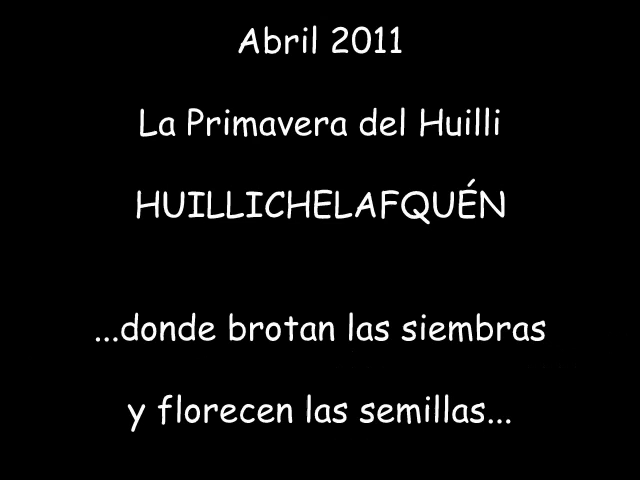 Abril 2011
La Primavera del Huilli
HUILLICHELAFQUÉN
...donde brotan las siembras
y florecen las semillas...